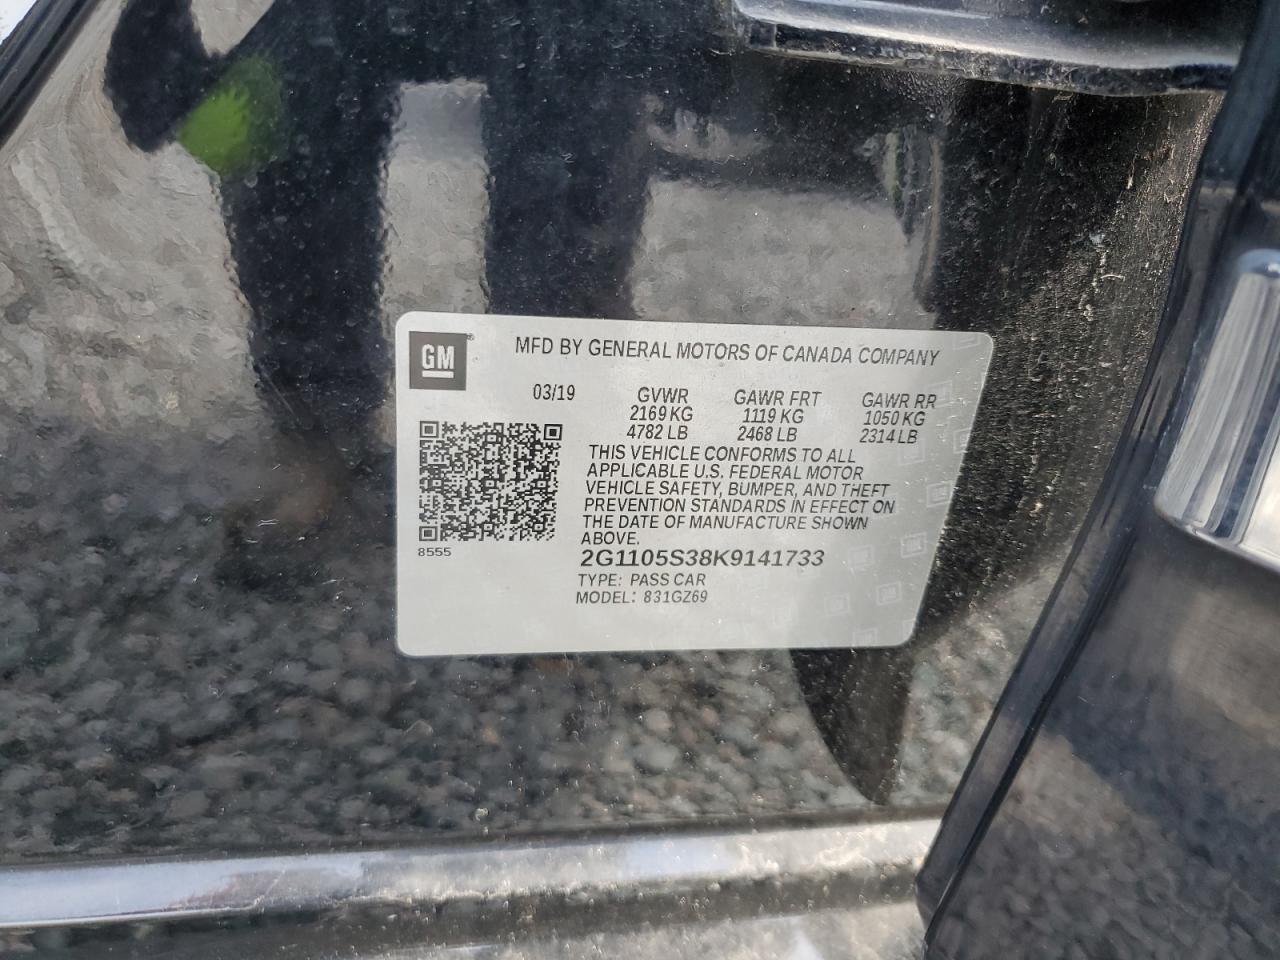 GM®
MFD BY GENERAL MOTORS OF CANADA COMPANY
03/19 GVWR GAWR FRT GAWR RR
2169 KG 1119 KG 1050 KG
4782 LB 2468 LB 2314 LB
THIS VEHICLE CONFORMS TO ALL
APPLICABLE U.S. FEDERAL MOTOR
VEHICLE SAFETY, BUMPER, AND THEFT
PREVENTION STANDARDS IN EFFECT ON
THE DATE OF MANUFACTURE SHOWN
ABOVE.
8555
2G1105S38K9141733
TYPE: PASS CAR
MODEL: 831GZ69